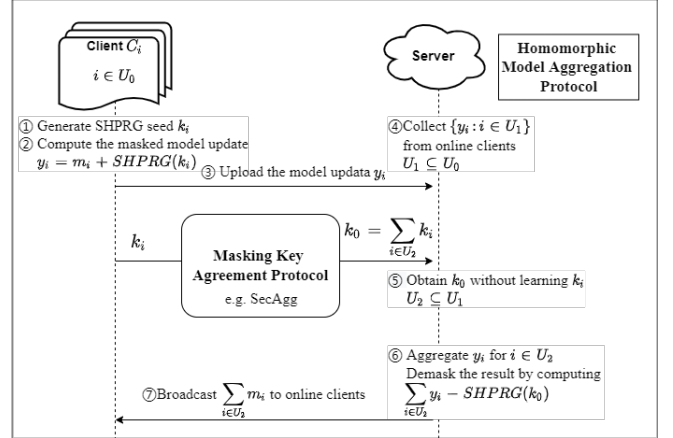 Client C_i
i ∈ U_0
Server
Homomorphic
Model Aggregation
Protocol
① Generate SHPRG seed k_i
② Compute the masked model update
y_i = m_i + SHPRG(k_i)
③ Upload the model updata y_i
④Collect {y_i : i ∈ U_1}
from online clients
U_1 ⊆ U_0
k_i
Masking Key
Agreement Protocol
e.g. SecAgg
k_0 = ∑_{i∈U_2} k_i
⑤ Obtain k_0 without learning k_i
U_2 ⊆ U_1
⑥ Aggregate y_i for i ∈ U_2
Demask the result by computing
∑_{i∈U_2} y_i − SHPRG(k_0)
⑦Broadcast ∑_{i∈U_2} m_i to online clients